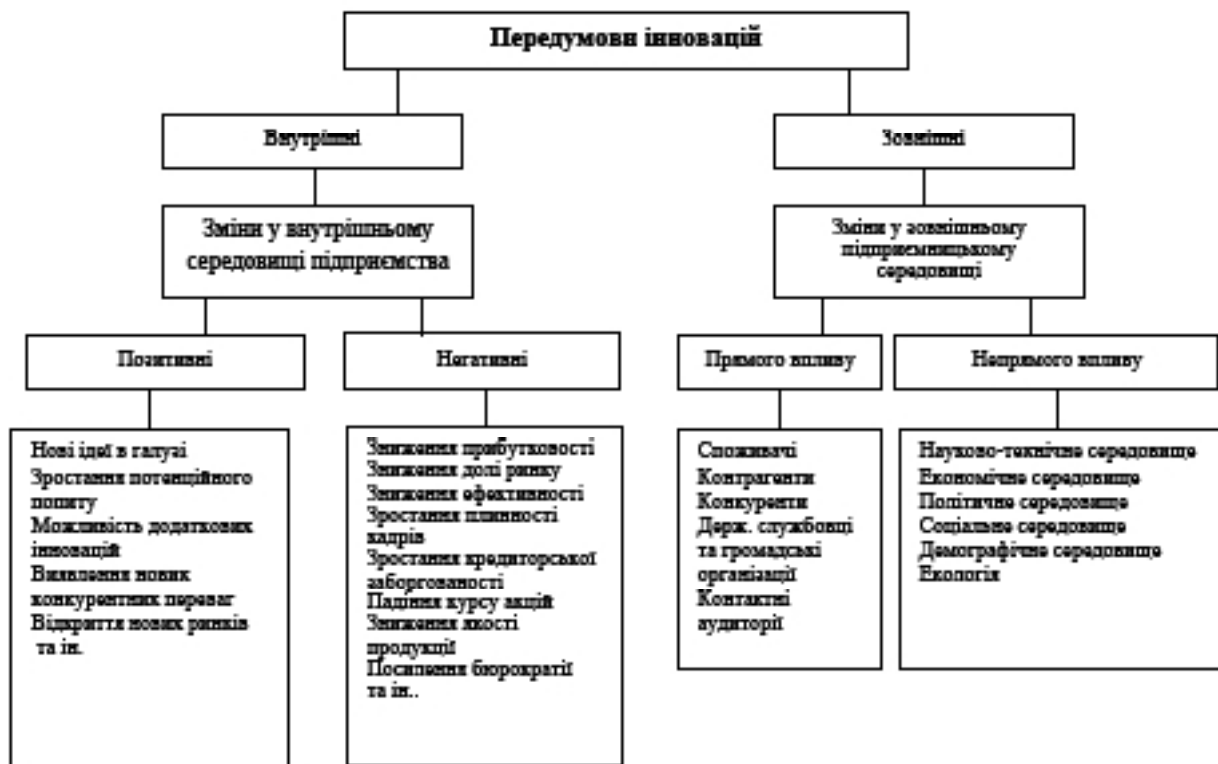 Передумови інновацій
Внутрішні
Зовнішні
Зміни у внутрішньому
середовищі підприємства
Зміни у зовнішньому
підприємницькому
середовищі
Позитивні
Негативні
Прямого впливу
Непрямого впливу
Нові ідеї в галузі
Зростання потенційного
попиту
Можливість додаткових
інновацій
Виявлення нових
конкурентних переваг
Відкриття нових ринків
та ін.
Зниження прибутковості
Зниження долі ринку
Зниження ефективності
Зростання плинності
кадрів
Зростання кредиторської
заборгованості
Падіння курсу акцій
Зниження якості
продукції
Посилення бюрократії
та ін..
Споживачі
Контрагенти
Конкуренти
Держ. службовці
та громадські
організації
Контактні
аудиторії
Науково-технічне середовище
Економічне середовище
Політичне середовище
Соціальне середовище
Демографічне середовище
Екологія